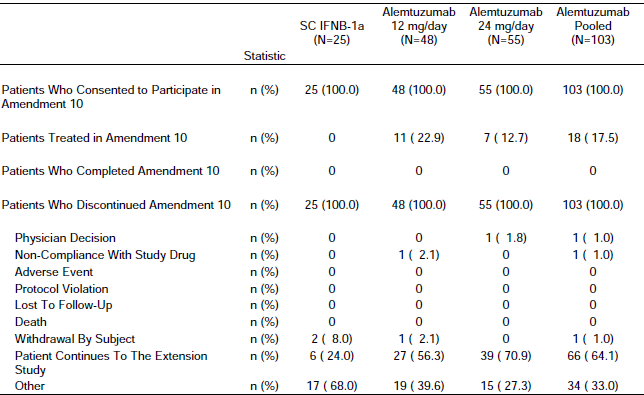 SC IFNB-1a Alemtuzumab Alemtuzumab Alemtuzumab
(N=25) 12 mg/day 24 mg/day Pooled
(N=48) (N=55) (N=103)
Statistic
Patients Who Consented to Participate in n (%) 25 (100.0) 48 (100.0) 55 (100.0) 103 (100.0)
Amendment 10
Patients Treated in Amendment 10 n (%) 0 11 ( 22.9) 7 ( 12.7) 18 ( 17.5)
Patients Who Completed Amendment 10 n (%) 0 0 0 0
Patients Who Discontinued Amendment 10 n (%) 25 (100.0) 48 (100.0) 55 (100.0) 103 (100.0)
Physician Decision n (%) 0 0 1 ( 1.8) 1 ( 1.0)
Non-Compliance With Study Drug n (%) 0 1 ( 2.1) 0 1 ( 1.0)
Adverse Event n (%) 0 0 0 0
Protocol Violation n (%) 0 0 0 0
Lost To Follow-Up n (%) 0 0 0 0
Death n (%) 0 0 0 0
Withdrawal By Subject n (%) 2 ( 8.0) 1 ( 2.1) 0 1 ( 1.0)
Patient Continues To The Extension n (%) 6 ( 24.0) 27 ( 56.3) 39 ( 70.9) 66 ( 64.1)
Study
Other n (%) 17 ( 68.0) 19 ( 39.6) 15 ( 27.3) 34 ( 33.0)